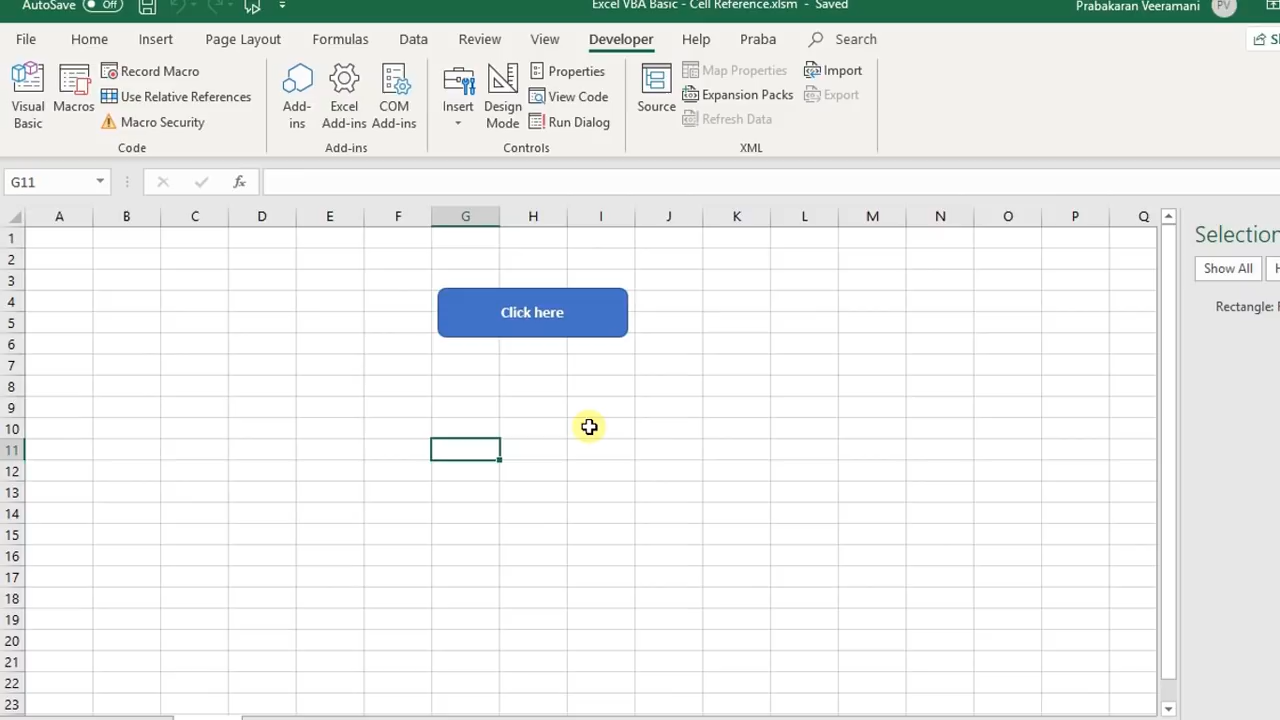 AutoSave Off Excel VBA Basic - Cell Reference.xlsm - Saved Prabakaran Veeramani PV
File Home Insert Page Layout Formulas Data Review View Developer Help Praba Search
Visual Basic
Macros
Record Macro
Use Relative References
Macro Security
Code
Add-ins
Excel Add-ins
COM Add-ins
Add-ins
Insert
Design Mode
Properties
View Code
Run Dialog
Controls
Source
Map Properties
Expansion Packs
Refresh Data
Import
Export
XML
G11 fx
A B C D E F G H I J K L M N O P Q
1
2
3
4
5
6
7
8
9
10
11
12
13
14
15
16
17
18
19
20
21
22
23
Click here
Selection
Show All H
Rectangle: